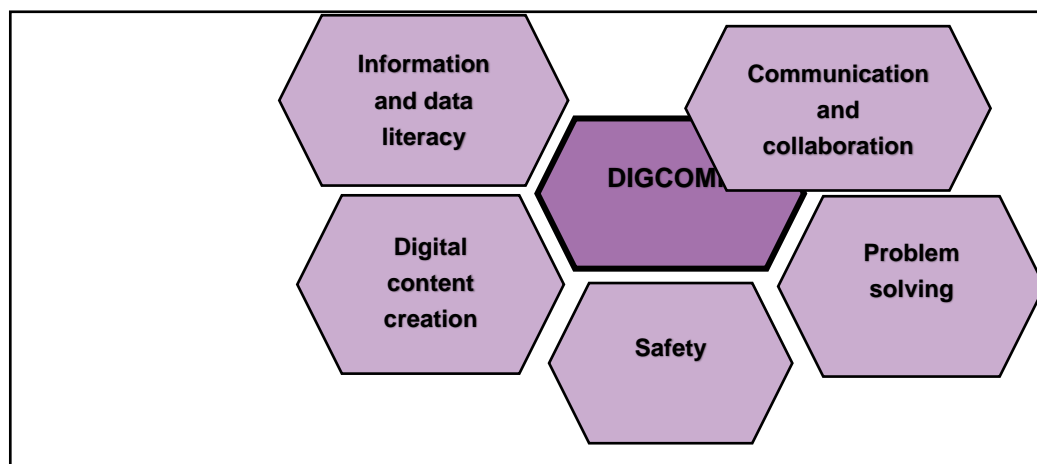 Information
and data
literacy
Communication
and
collaboration
DIGCOM
Digital
content
creation
Problem
solving
Safety